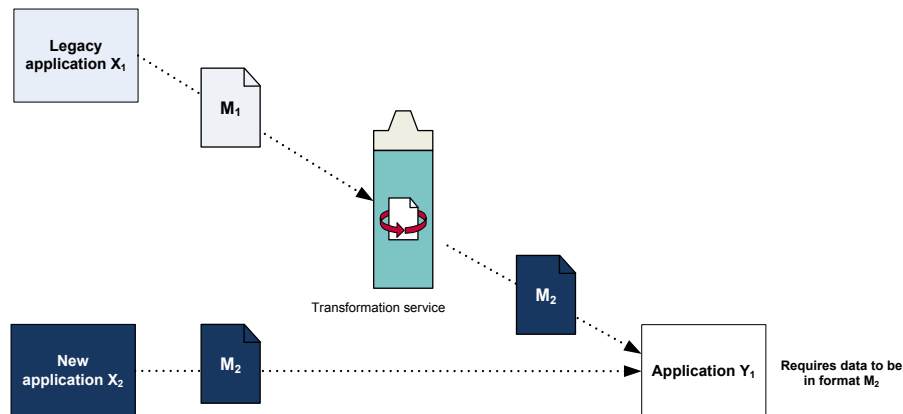 Legacy
application X₁
M₁
Transformation service
M₂
New
application X₂
M₂
Application Y₁
Requires data to be
in format M₂